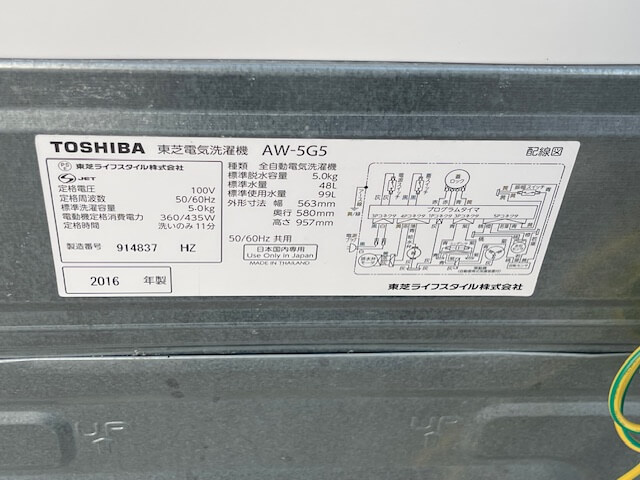 TOSHIBA 東芝電気洗濯機 AW-5G5 配線図
東芝ライフスタイル株式会社
JET
定格電圧 100V
定格周波数 50/60Hz
標準洗濯容量 5.0kg
電動機定格消費電力 360/435W
定格時間 洗いのみ11分
製造番号 914837 HZ
2016 年製
種類 全自動電気洗濯機
標準脱水容量 5.0kg
標準水量 48L
標準使用水量 99L
外形寸法 幅 563mm
奥行 580mm
高さ 957mm
50/60Hz 共用
日本国内専用
Use Only in Japan
MADE IN THAILAND
プログラムタイマ
東芝ライフスタイル株式会社
UP
UP